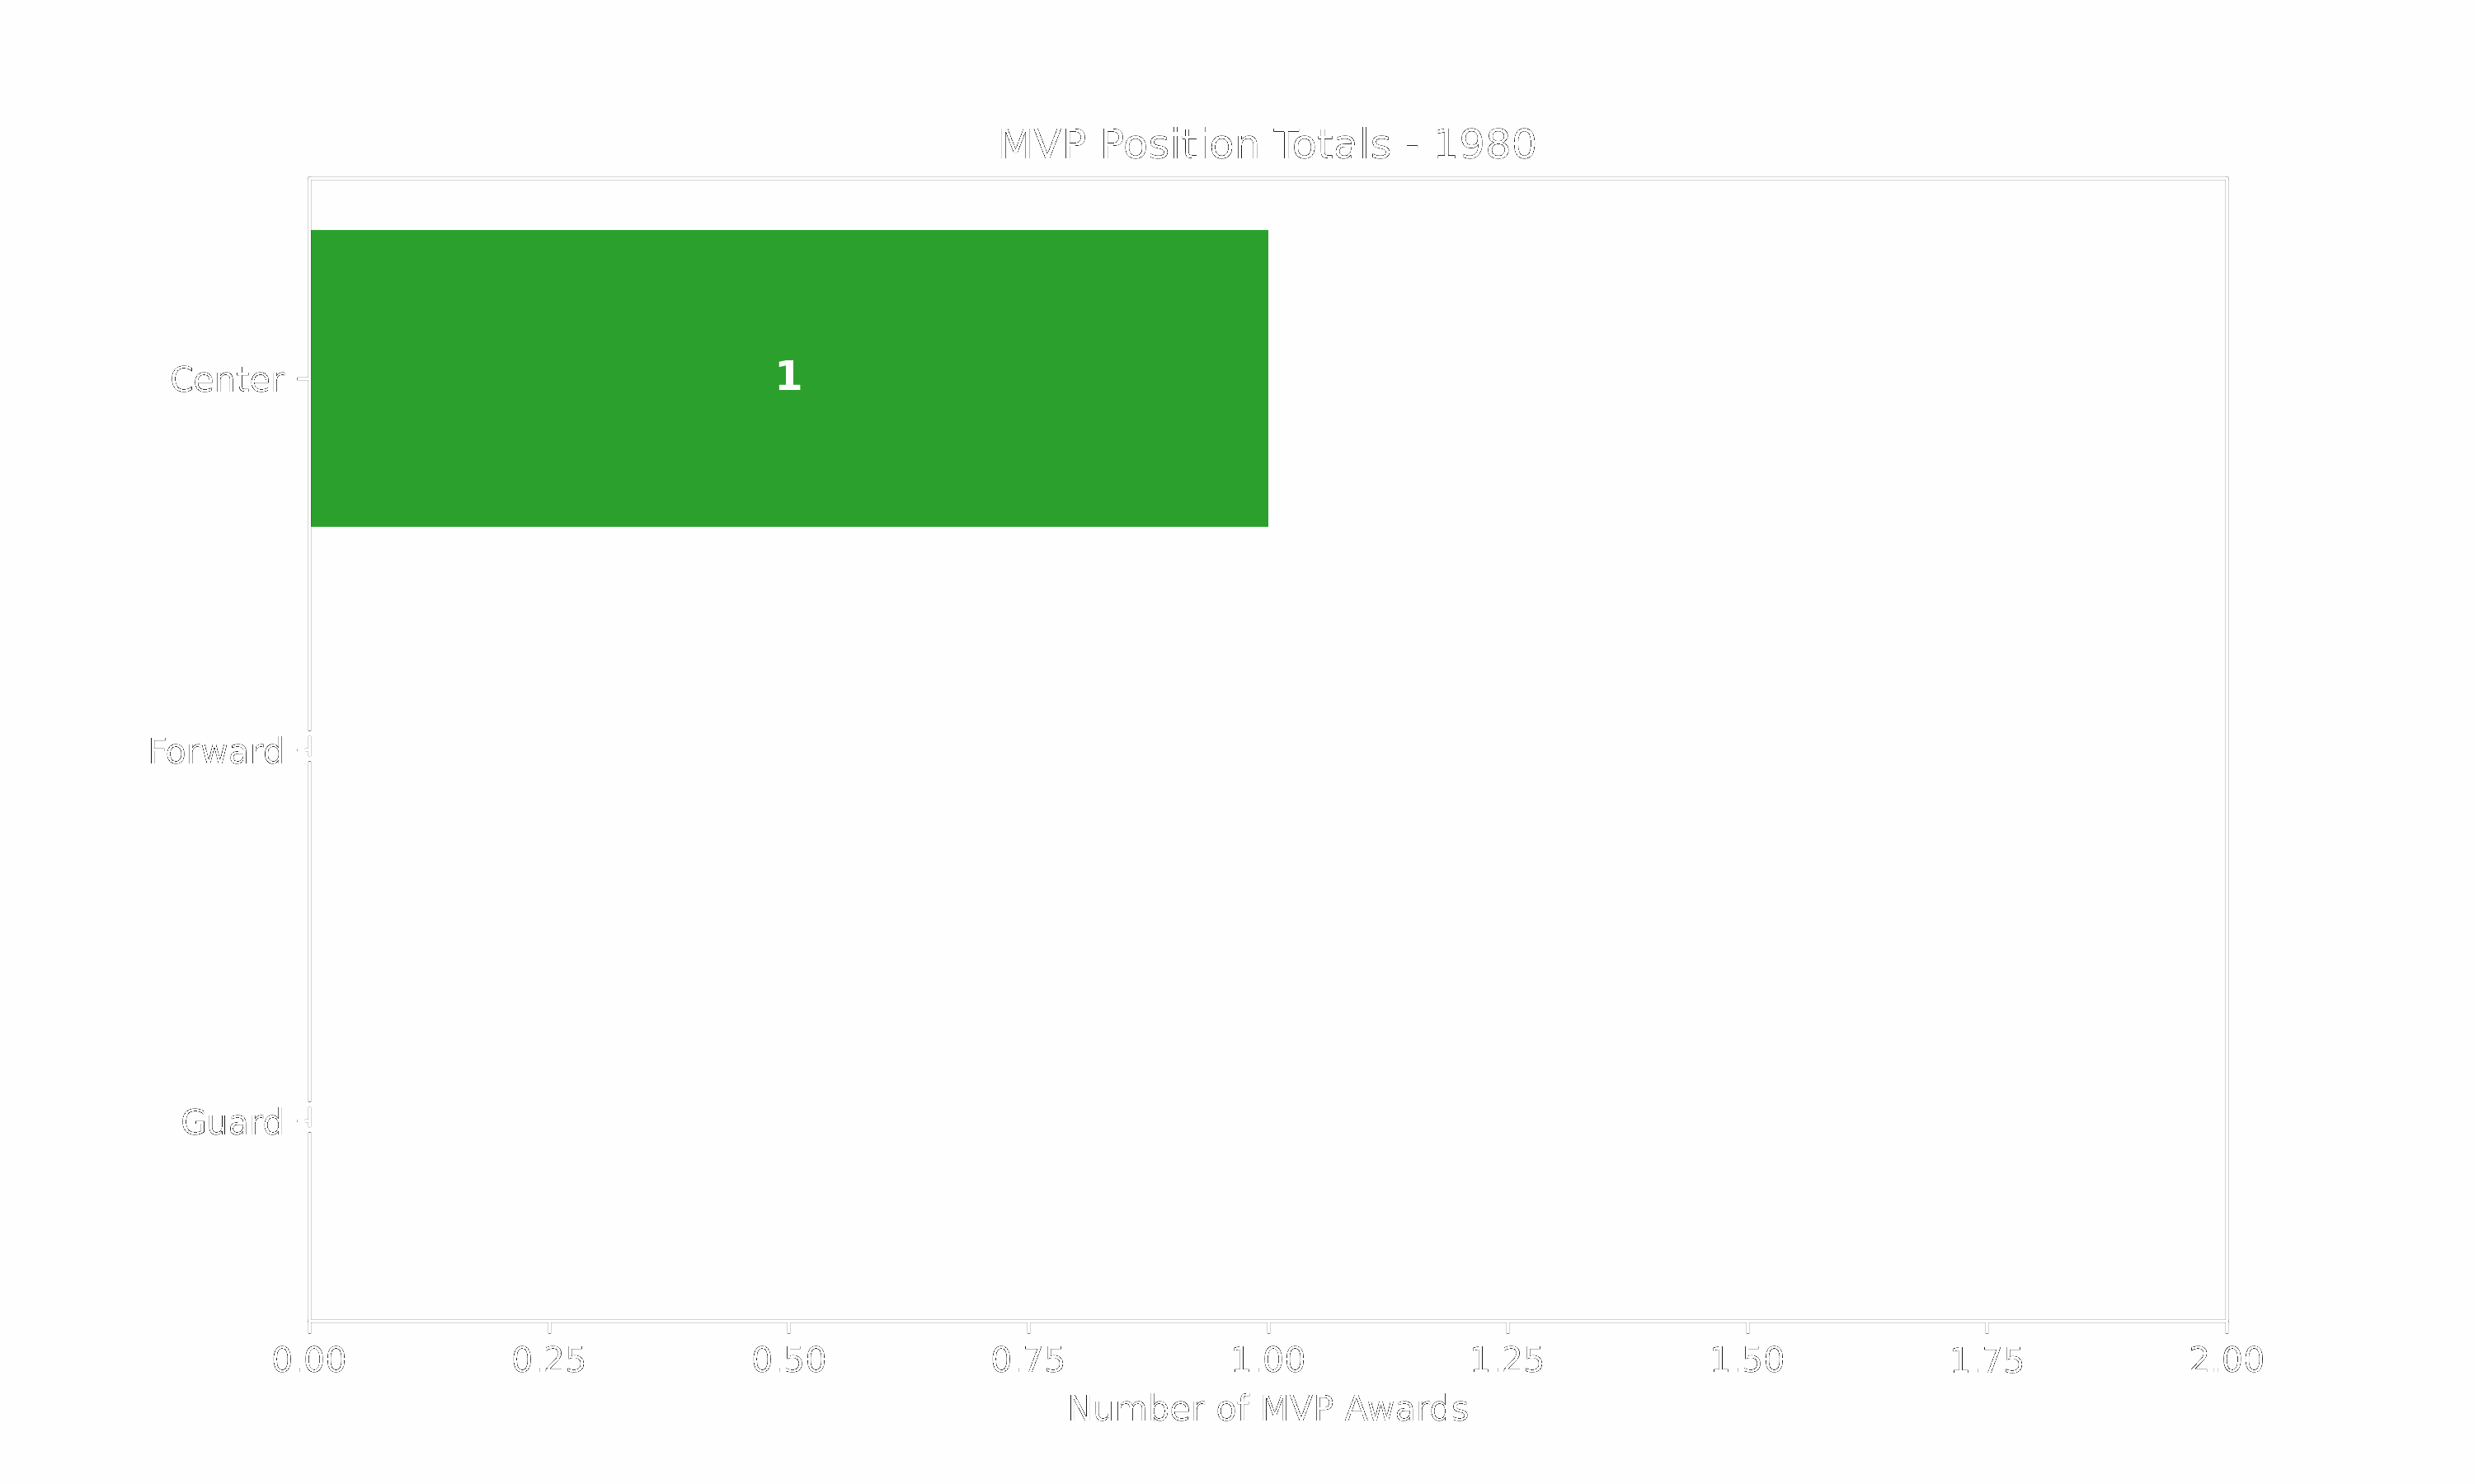 MVP Position Totals - 1980
Center
1
Forward
Guard
0.00 0.25 0.50 0.75 1.00 1.25 1.50 1.75 2.00
Number of MVP Awards